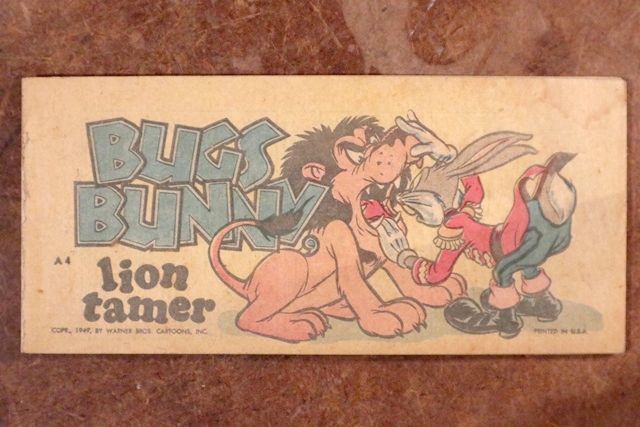 BUGS
BUNNY
A4
lion
tamer
COPR., 1949, BY WARNER BROS. CARTOONS, INC.
PRINTED IN U.S.A.